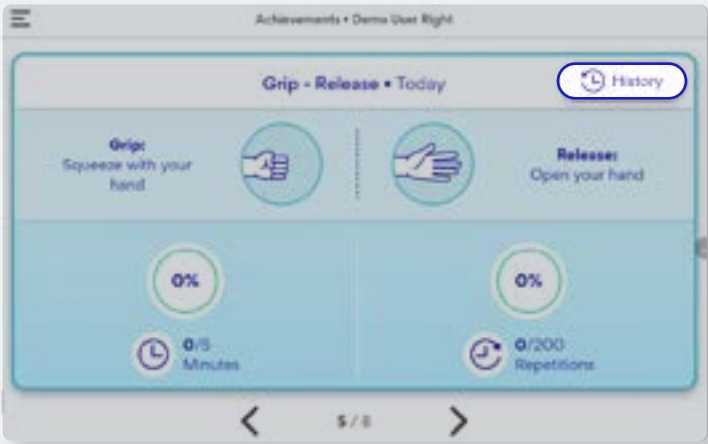 Achievements • Demo User Right
Grip - Release • Today
History
Grip:
Squeeze with your
hand
Release:
Open your hand
0%
0%
0/5
Minutes
0/200
Repetitions
5 / 8